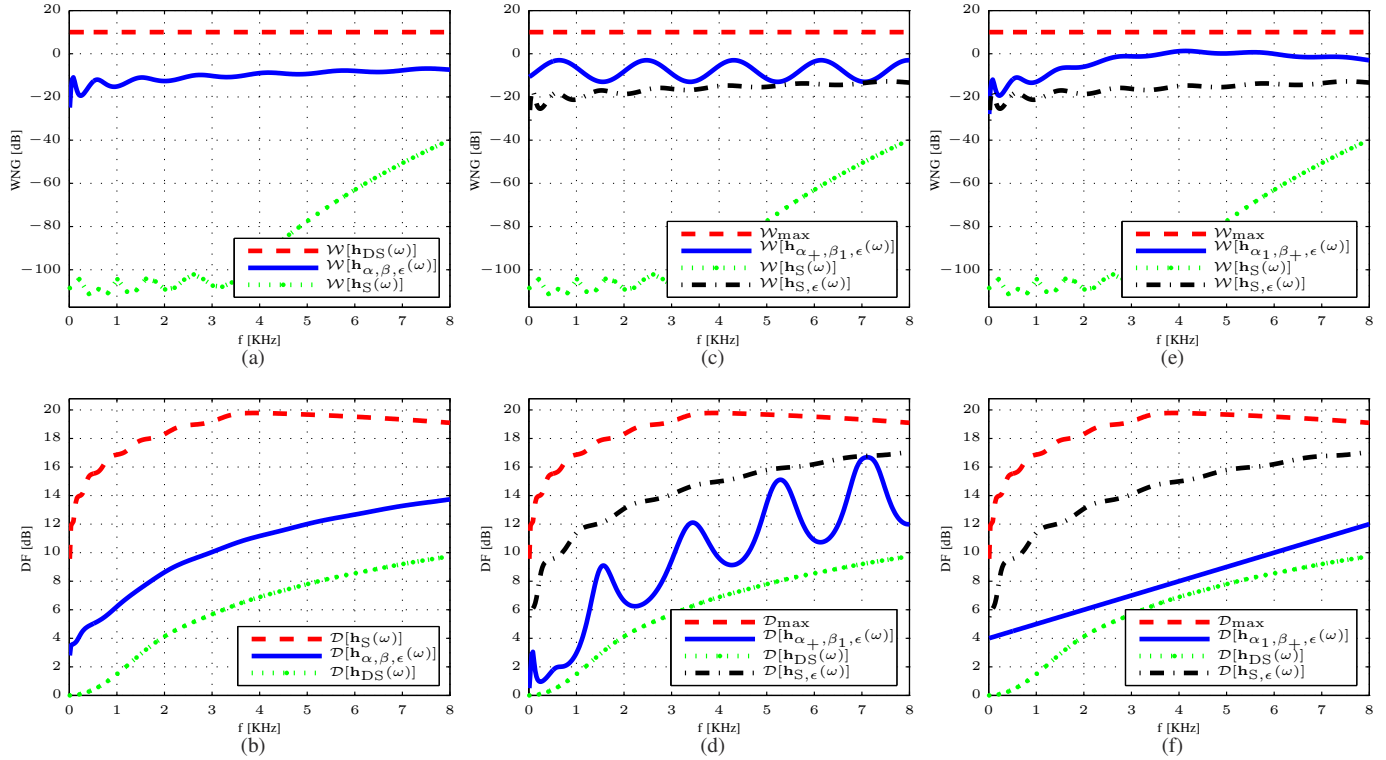 20
0
−20
−40
−60
−80
−100
WNG [dB]
0 1 2 3 4 5 6 7 8
f [KHz]
W[h_DS(ω)]
W[h_α,β,ϵ(ω)]
W[h_S(ω)]
(a)
20
0
−20
−40
−60
−80
−100
WNG [dB]
0 1 2 3 4 5 6 7 8
f [KHz]
W_max
W[h_α+,β1,ϵ(ω)]
W[h_S(ω)]
W[h_S,ϵ(ω)]
(c)
20
0
−20
−40
−60
−80
−100
WNG [dB]
0 1 2 3 4 5 6 7 8
f [KHz]
W_max
W[h_α1,β+,ϵ(ω)]
W[h_S(ω)]
W[h_S,ϵ(ω)]
(e)
20
18
16
14
12
10
8
6
4
2
0
DF [dB]
0 1 2 3 4 5 6 7 8
f [KHz]
D[h_S(ω)]
D[h_α,β,ϵ(ω)]
D[h_DS(ω)]
(b)
20
18
16
14
12
10
8
6
4
2
0
DF [dB]
0 1 2 3 4 5 6 7 8
f [KHz]
D_max
D[h_α+,β1,ϵ(ω)]
D[h_DS(ω)]
D[h_S,ϵ(ω)]
(d)
20
18
16
14
12
10
8
6
4
2
0
DF [dB]
0 1 2 3 4 5 6 7 8
f [KHz]
D_max
D[h_α1,β+,ϵ(ω)]
D[h_DS(ω)]
D[h_S,ϵ(ω)]
(f)